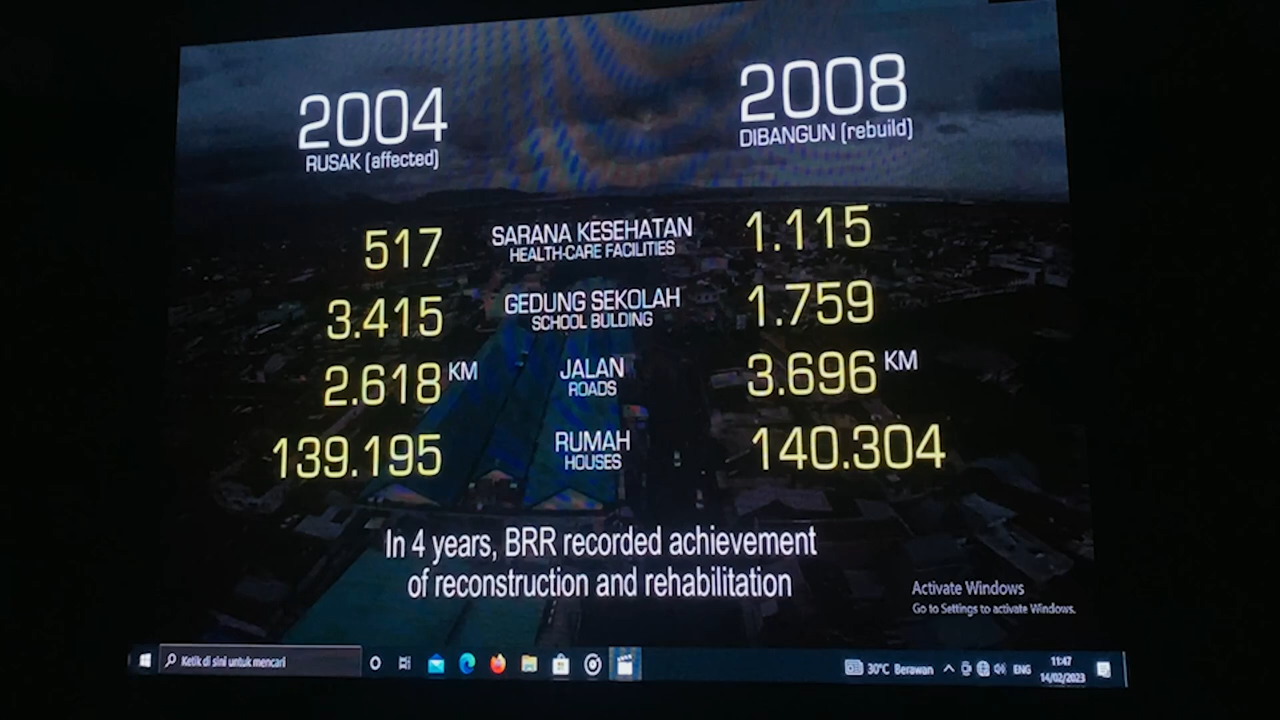 2004
RUSAK (affected)
2008
DIBANGUN (rebuild)
517
SARANA KESEHATAN
HEALTH-CARE FACILITIES
1.115
3.415
GEDUNG SEKOLAH
SCHOOL BULDING
1.759
2.618 KM
JALAN
ROADS
3.696 KM
139.195
RUMAH
HOUSES
140.304
In 4 years, BRR recorded achievement
of reconstruction and rehabilitation
Activate Windows
Go to Settings to activate Windows.
Ketik di sini untuk mencari
30°C Berawan
ENG
11:47
14/02/2023